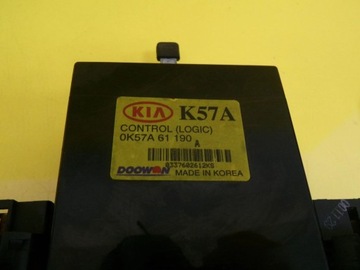 KIA K57A
CONTROL (LOGIC)
0K57A 61 190 A
DOOWON MADE IN KOREA